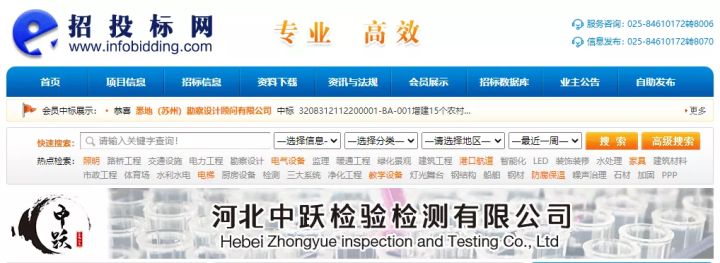 招投标网
www.infobidding.com
专业 高效
服务咨询: 025-84610172转8006
信息发布: 025-84610172转8070
首页 项目信息 招标信息 资料下载 资讯与法规 会员展示 招标数据库 业主公告 自助发布
会员中标展示: · 恭喜 悉地(苏州)勘察设计顾问有限公司 中标 3208312112200001-BA-001增建15个农村... 更多
快速搜索: 请输入关键字查询! —选择信息— —选择分类— —请选择地区— —最近一周— 搜索 高级搜索
热点检索: 照明 路桥工程 交通设施 电力工程 勘察设计 电气设备 监理 暖通工程 绿化景观 建筑工程 港口航道 智能化 LED 装饰装修 水处理 家具 建筑材料
市政工程 体育场 水利水电 电梯 厨房设备 检测 三大系统 净化工程 教学设备 灯光舞台 钢结构 船舶 钢材 防腐保温 噪声治理 石材 加固 PPP
中跃
河北中跃检验检测有限公司
Hebei Zhongyue inspection and Testing Co., Ltd